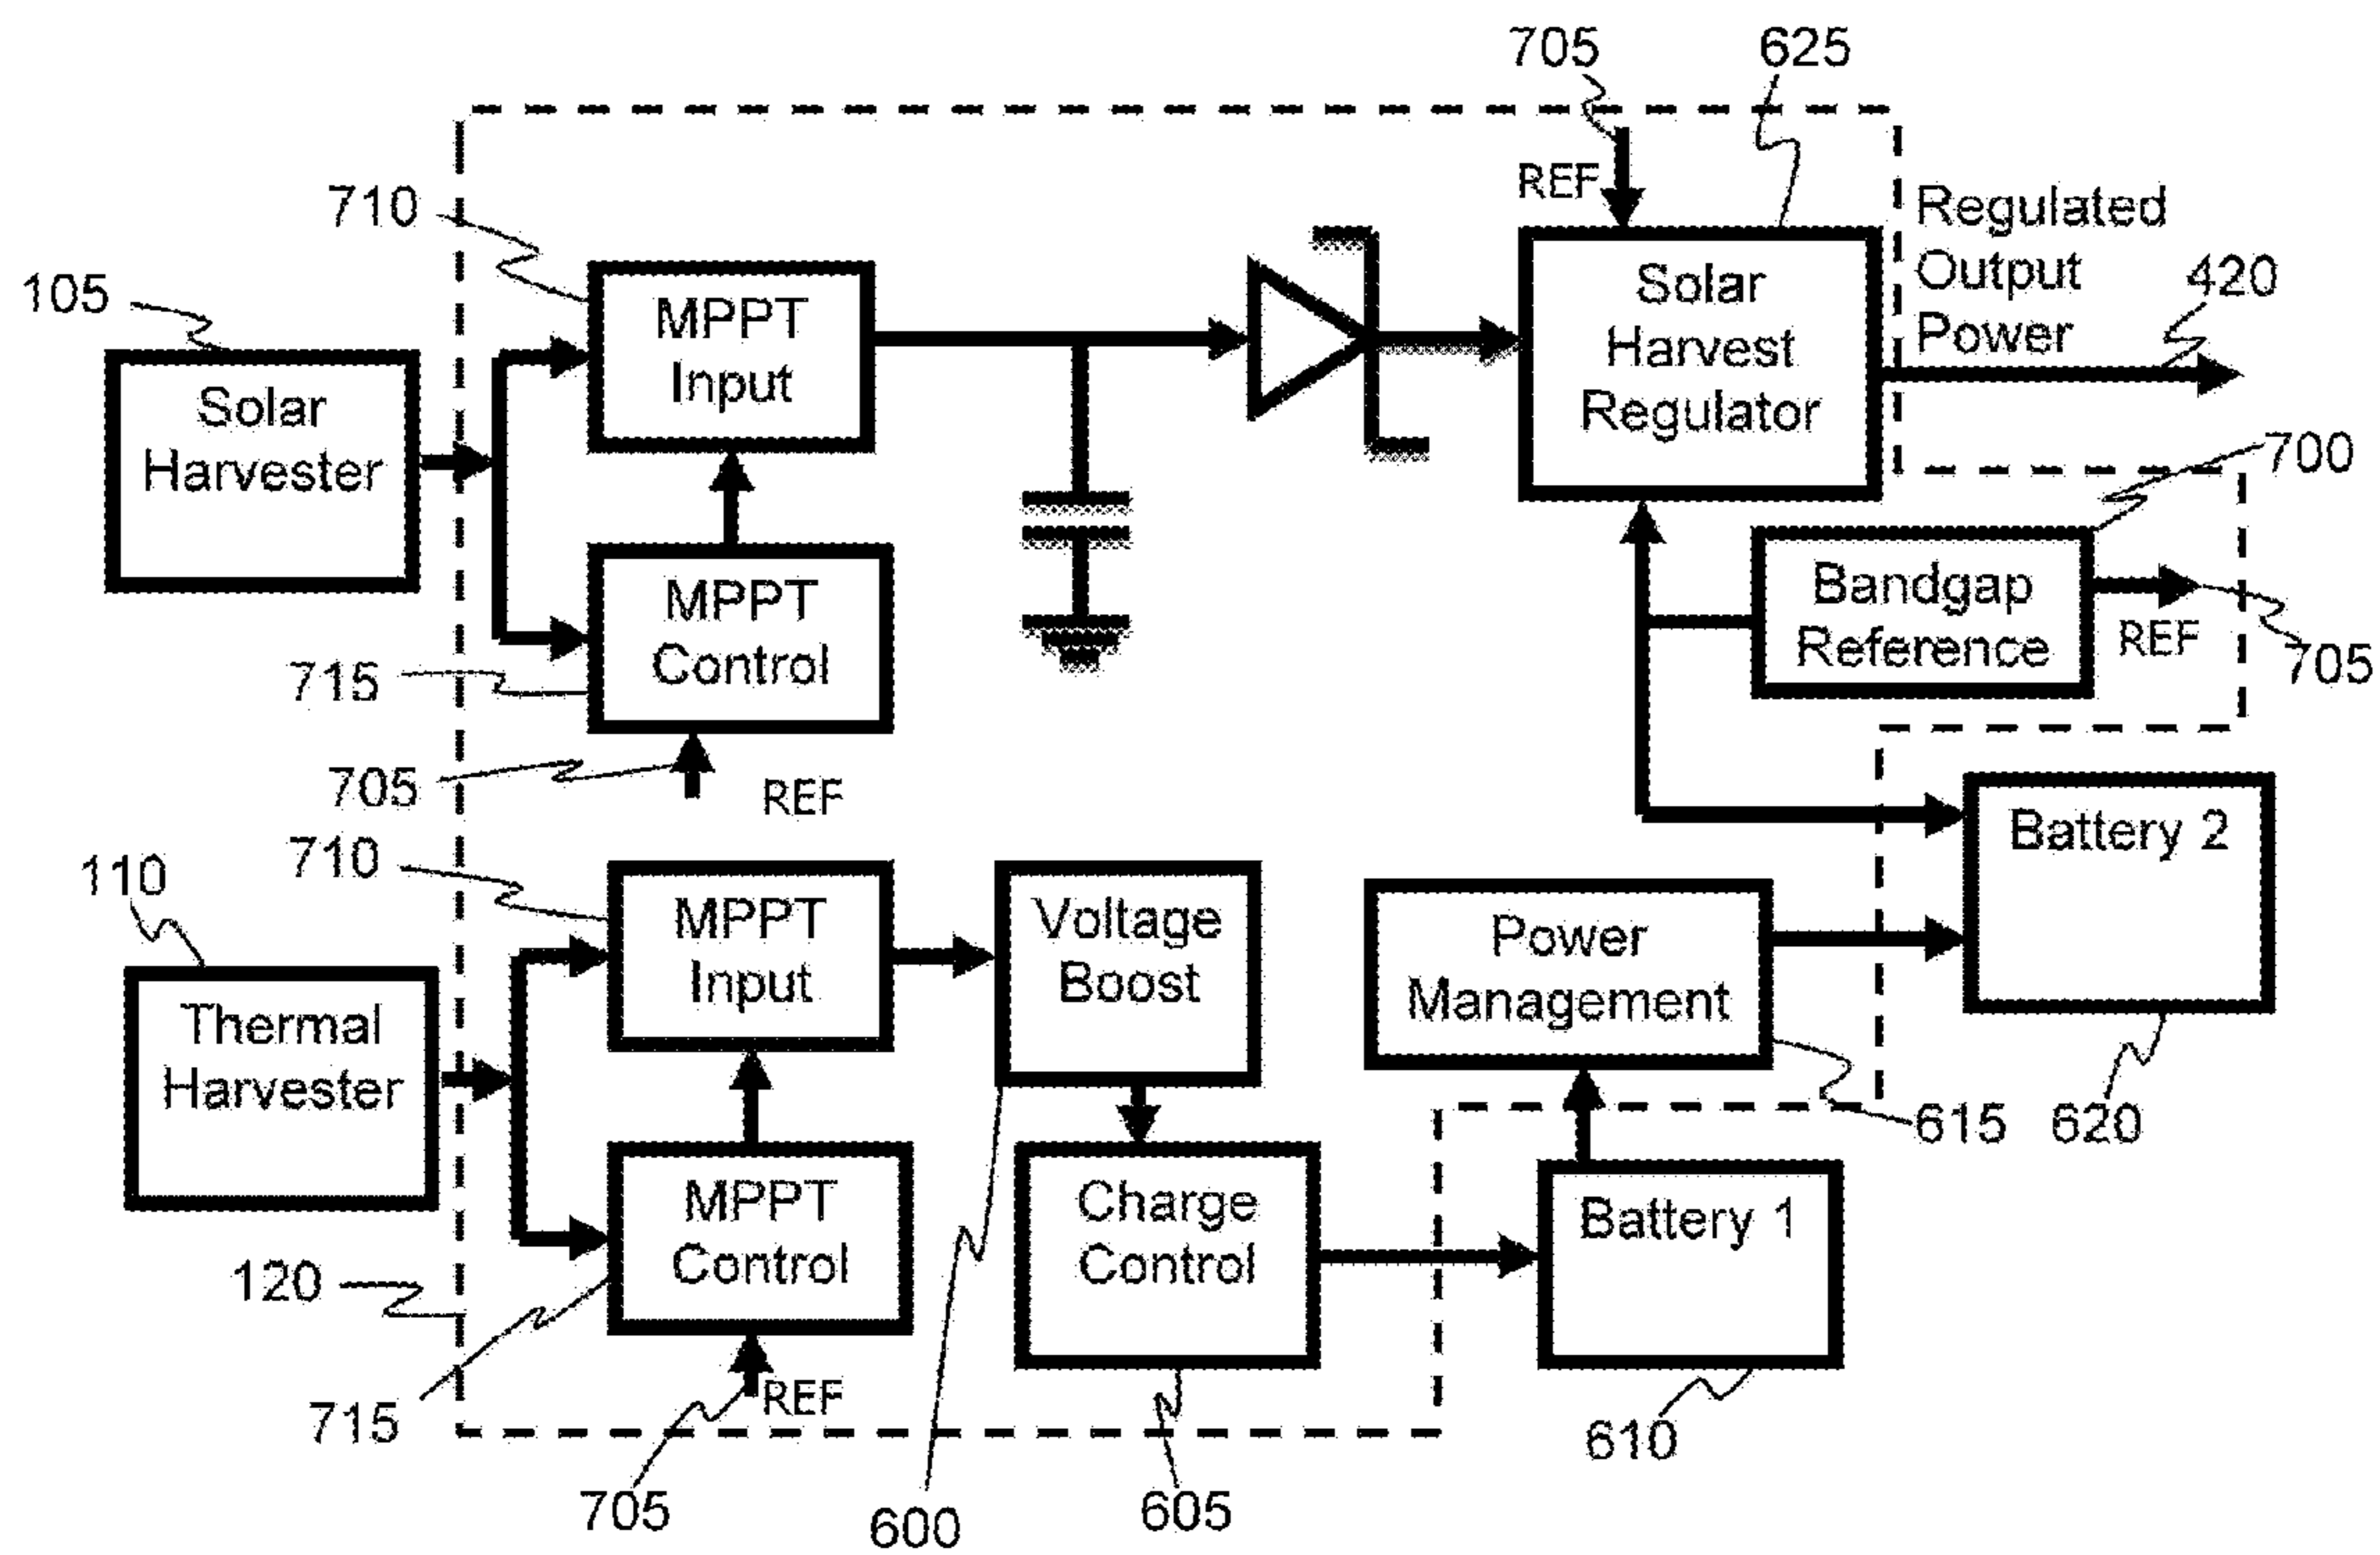 705
625
710
REF
Regulated
Output
Power
420
105
MPPT
Input
Solar
Harvest
Regulator
Solar
Harvester
700
MPPT
Control
Bandgap
Reference
REF
705
715
705
REF
710
110
Battery 2
MPPT
Input
Voltage
Boost
Power
Management
Thermal
Harvester
615
620
MPPT
Control
Charge
Control
Battery 1
120
715
REF
705
600
605
610